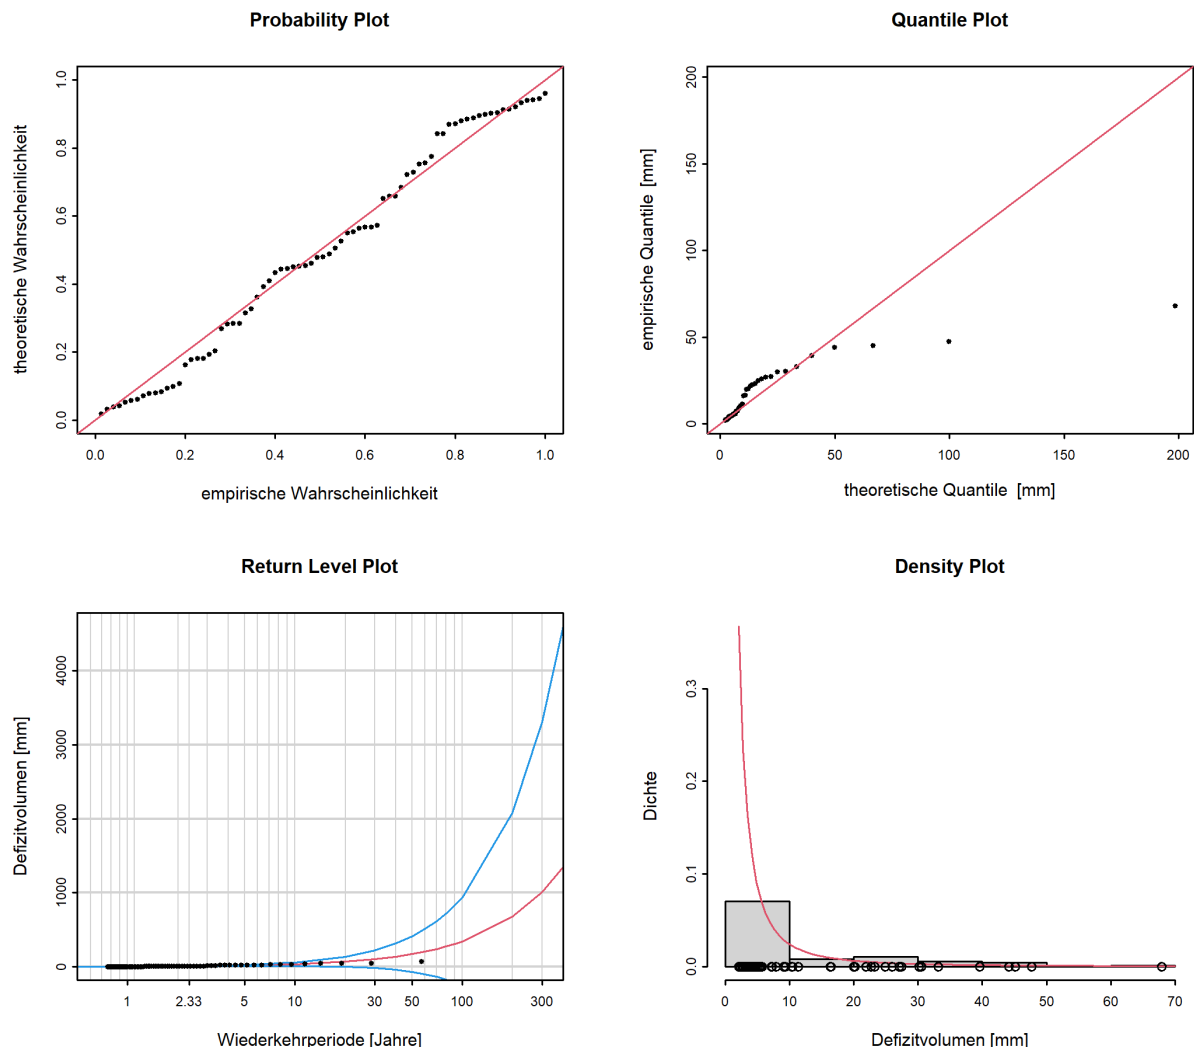 Probability Plot
theoretische Wahrscheinlichkeit
0.0 0.2 0.4 0.6 0.8 1.0
0.0 0.2 0.4 0.6 0.8 1.0
empirische Wahrscheinlichkeit
Quantile Plot
empirische Quantile [mm]
0 50 100 150 200
0 50 100 150 200
theoretische Quantile [mm]
Return Level Plot
Defizitvolumen [mm]
0 1000 2000 3000 4000
1 2.33 5 10 30 50 100 300
Wiederkehrperiode [Jahre]
Density Plot
Dichte
0.0 0.1 0.2 0.3
0 10 20 30 40 50 60 70
Defizitvolumen [mm]